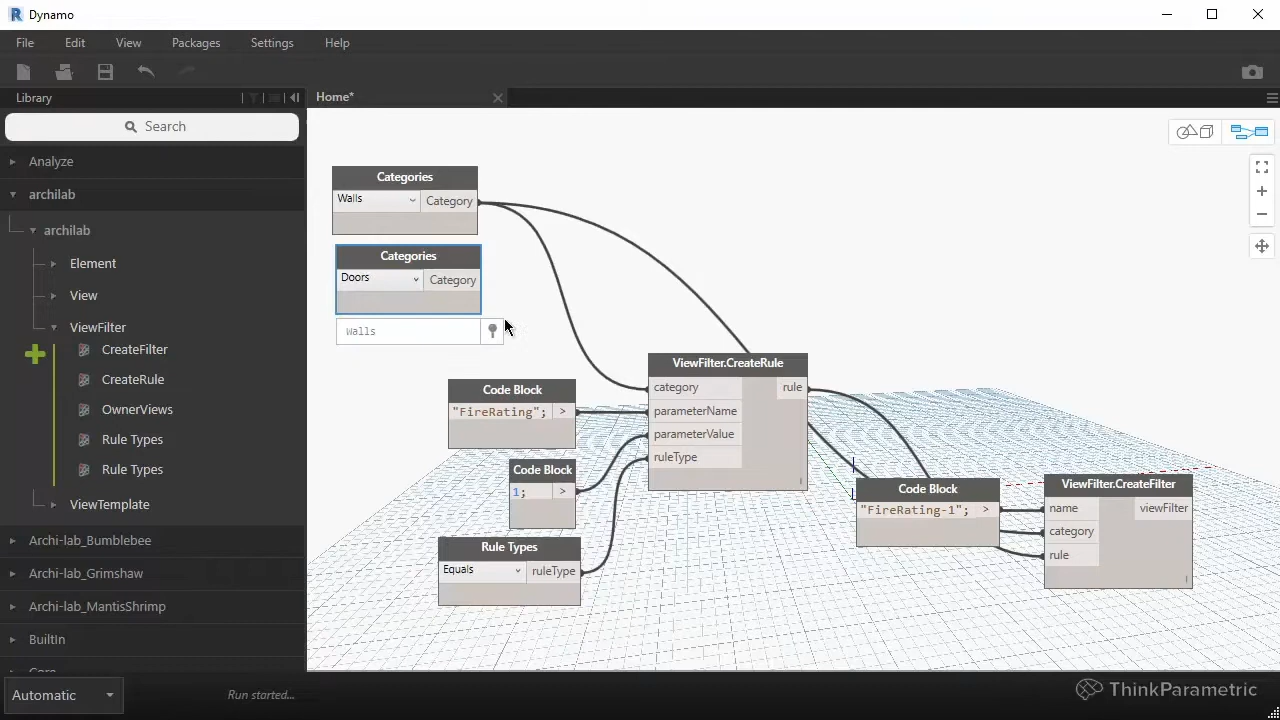 R Dynamo
File Edit View Packages Settings Help
Library
Home*
Search
Analyze
archilab
archilab
Element
View
ViewFilter
CreateFilter
CreateRule
OwnerViews
Rule Types
Rule Types
ViewTemplate
Archi-lab_Bumblebee
Archi-lab_Grimshaw
Archi-lab_MantisShrimp
BuiltIn
Core
Categories
Walls Category
Categories
Doors Category
Walls
Code Block
"FireRating"; >
Code Block
1; >
Rule Types
Equals ruleType
ViewFilter.CreateRule
category rule
parameterName
parameterValue
ruleType
Code Block
"FireRating-1"; >
ViewFilter.CreateFilter
name viewFilter
category
rule
Automatic
Run started...
ThinkParametric